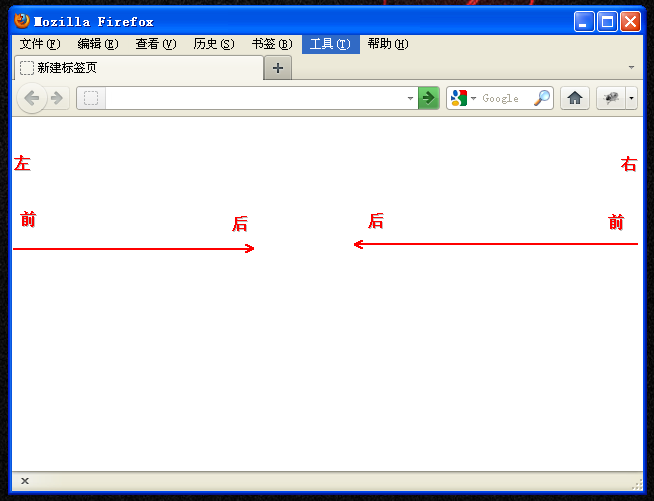 Mozilla Firefox
文件(F) 编辑(E) 查看(V) 历史(S) 书签(B) 工具(T) 帮助(H)
新建标签页
Google
左 右
前 后 后 前